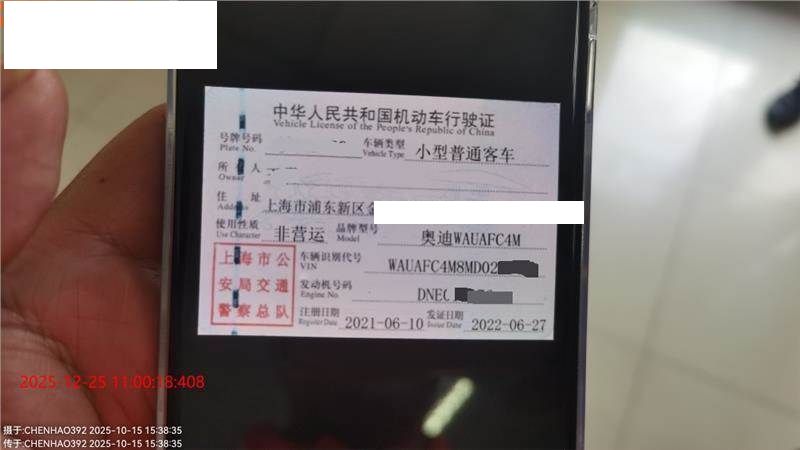 中华人民共和国机动车行驶证
Vehicle License of the People's Republic of China
号牌号码 车辆类型 小型普通客车
Plate No. Vehicle Type
所 人
Owner
住 址 上海市浦东新区
Address
使用性质 非营运 品牌型号 奥迪WAUAFC4M
Use Character Model
上海市公
安局交通
警察总队
车辆识别代号 WAUAFC4M8MD02
VIN
发动机号码 DNE
Engine No.
注册日期 2021-06-10 发证日期 2022-06-27
Register Date Issue Date
2025-12-25 11:00:18:408
摄于:CHENHAO392 2025-10-15 15:38:35
传于:CHENHAO392 2025-10-15 15:38:35